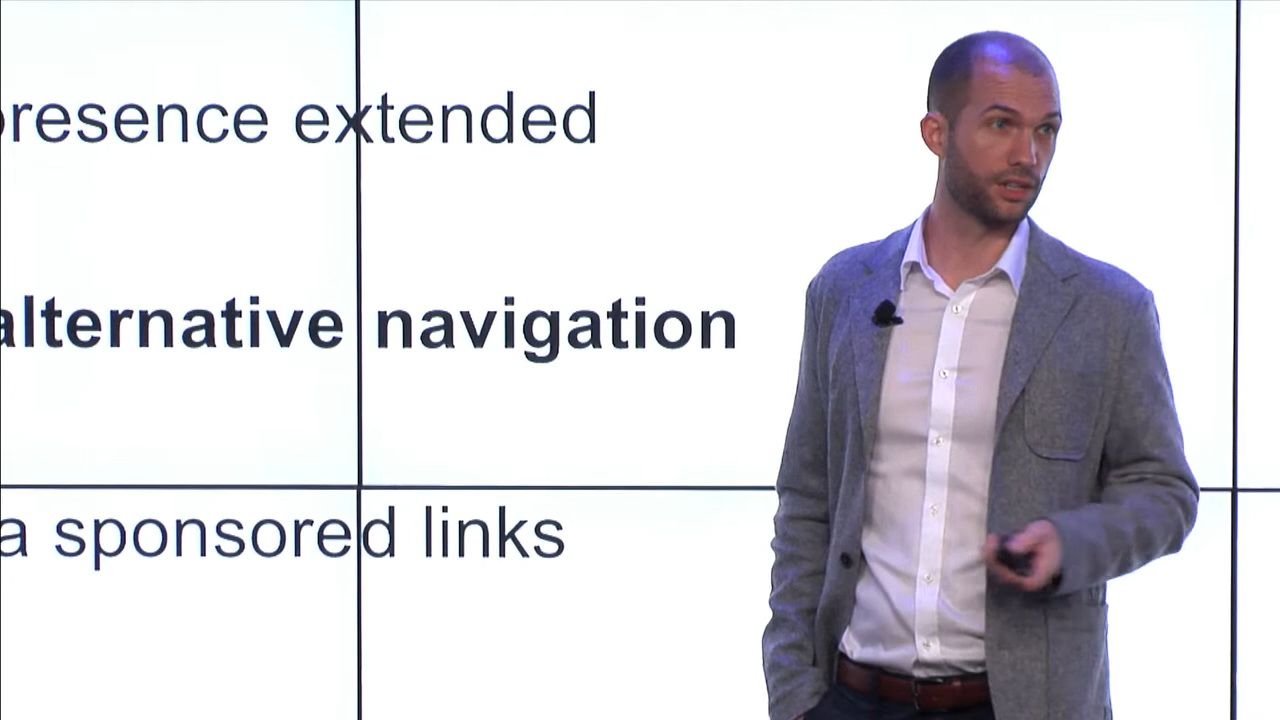 presence extended
alternative navigation
a sponsored links